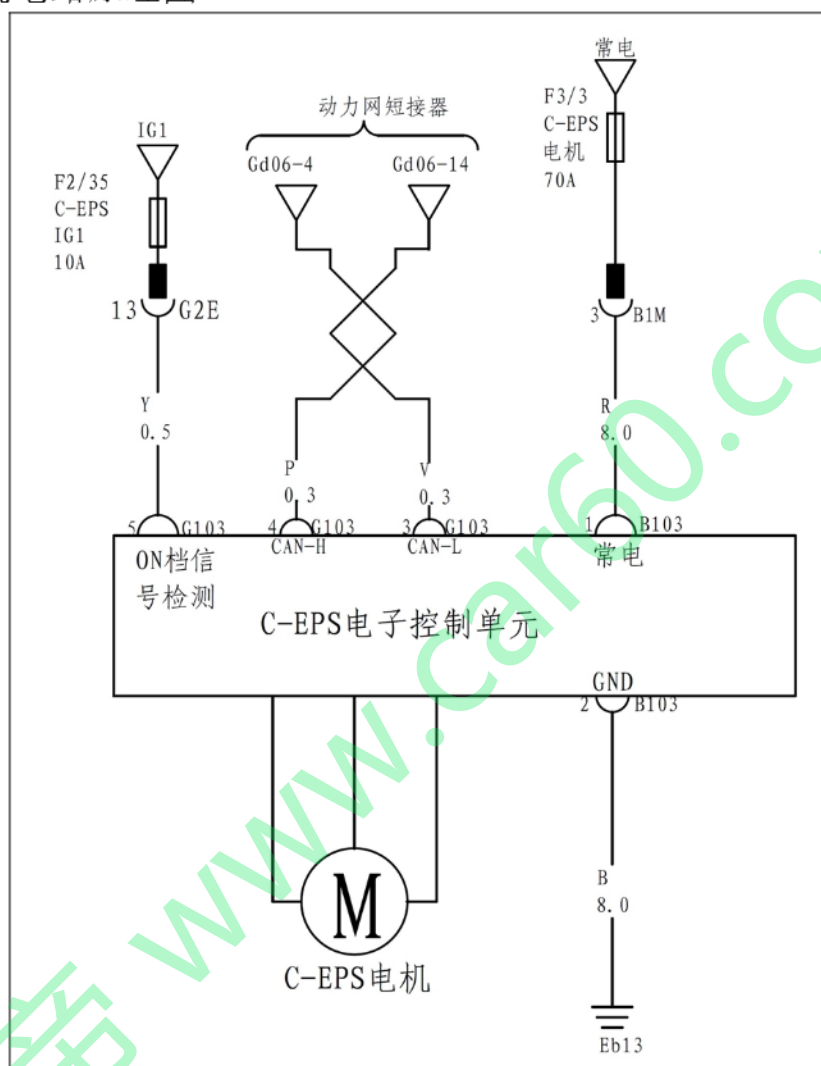 常电
F3/3
C-EPS
电机
70A
动力网短接器
IG1
Gd06-4
Gd06-14
F2/35
C-EPS
IG1
10A
13
G2E
3
B1M
Y
0.5
R
8.0
P
0.3
V
0.3
5
G103
4
G103
3
G103
1
B103
ON档信
号检测
CAN-H
CAN-L
常电
C-EPS电子控制单元
GND
2
B103
M
C-EPS电机
B
8.0
Eb13
www.car60.co